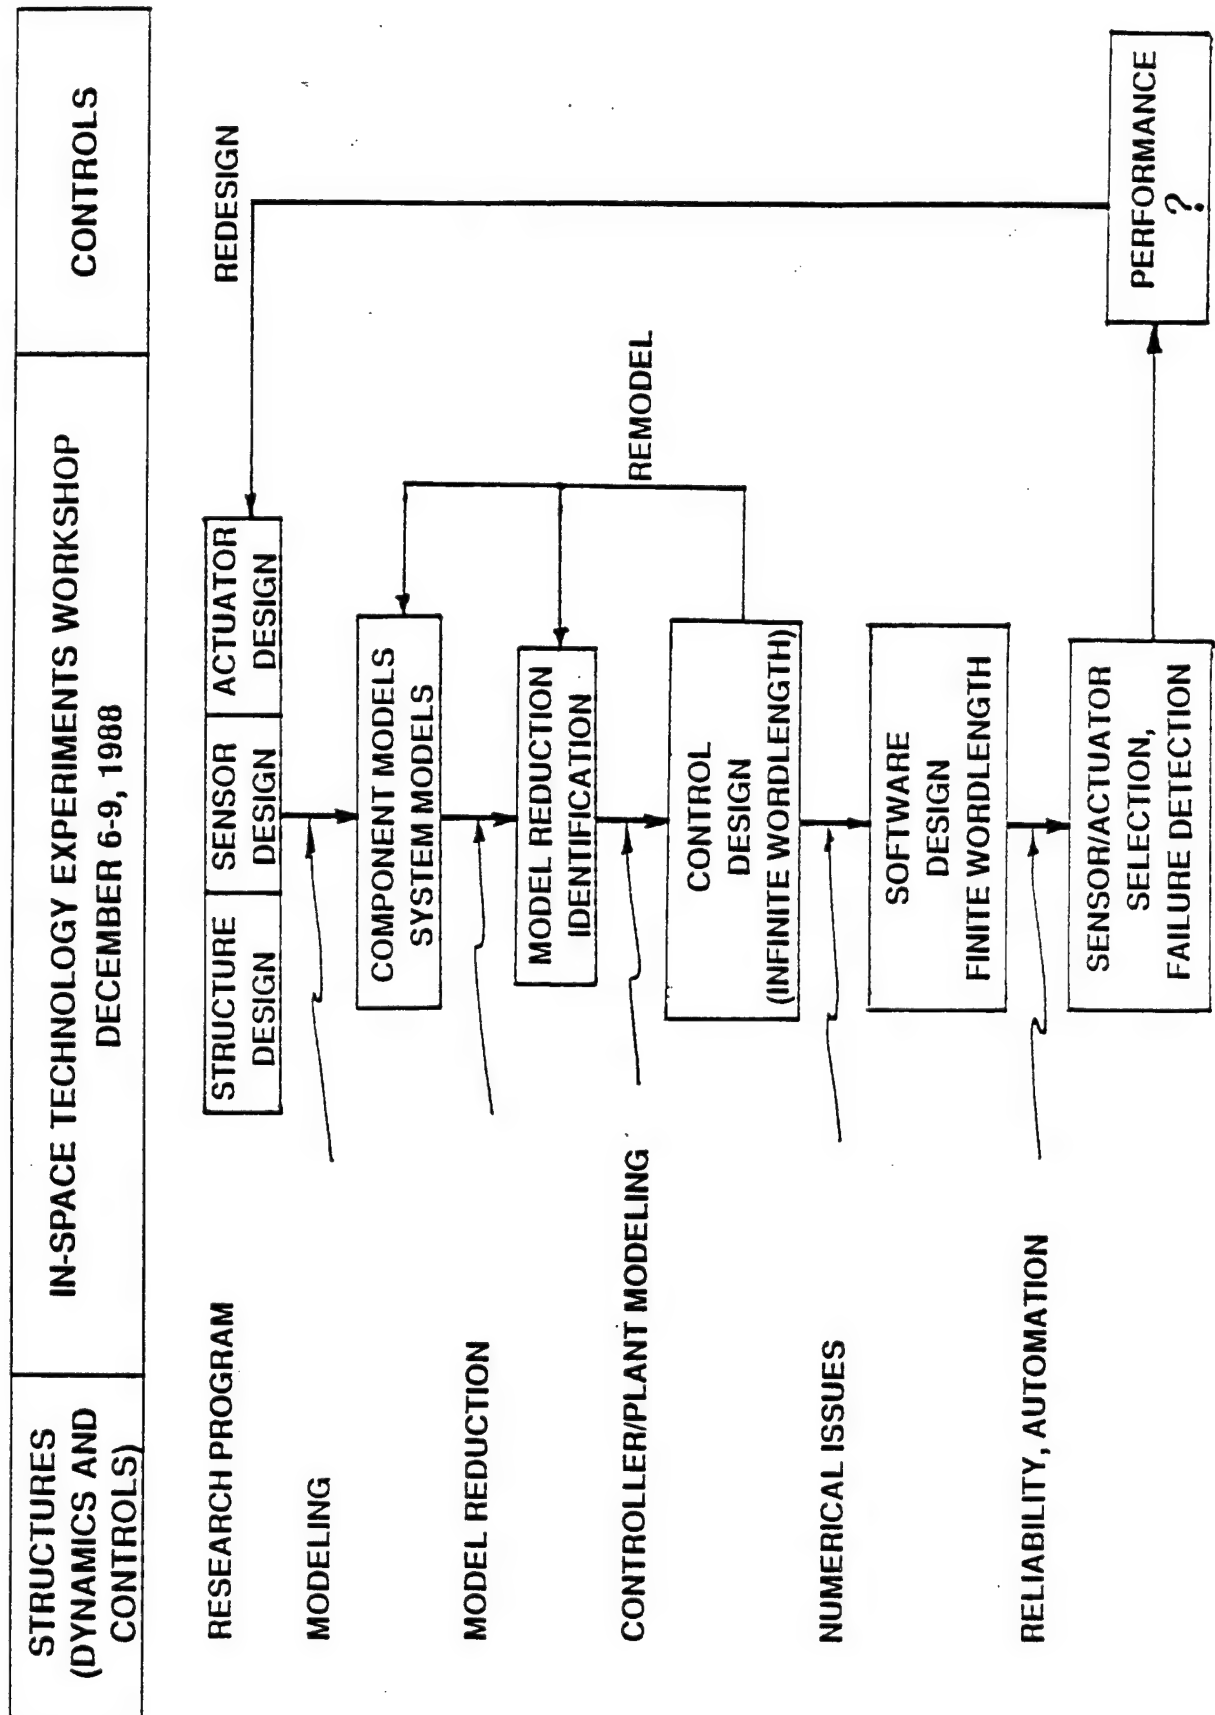 STRUCTURES
(DYNAMICS AND
CONTROLS)
IN-SPACE TECHNOLOGY EXPERIMENTS WORKSHOP
DECEMBER 6-9, 1988
CONTROLS
RESEARCH PROGRAM
STRUCTURE
DESIGN
SENSOR
DESIGN
ACTUATOR
DESIGN
REDESIGN
MODELING
COMPONENT MODELS
SYSTEM MODELS
MODEL REDUCTION
MODEL REDUCTION
IDENTIFICATION
REMODEL
CONTROLLER/PLANT MODELING
CONTROL
DESIGN
(INFINITE WORDLENGTH)
NUMERICAL ISSUES
SOFTWARE
DESIGN
FINITE WORDLENGTH
RELIABILITY, AUTOMATION
SENSOR/ACTUATOR
SELECTION,
FAILURE DETECTION
PERFORMANCE
?